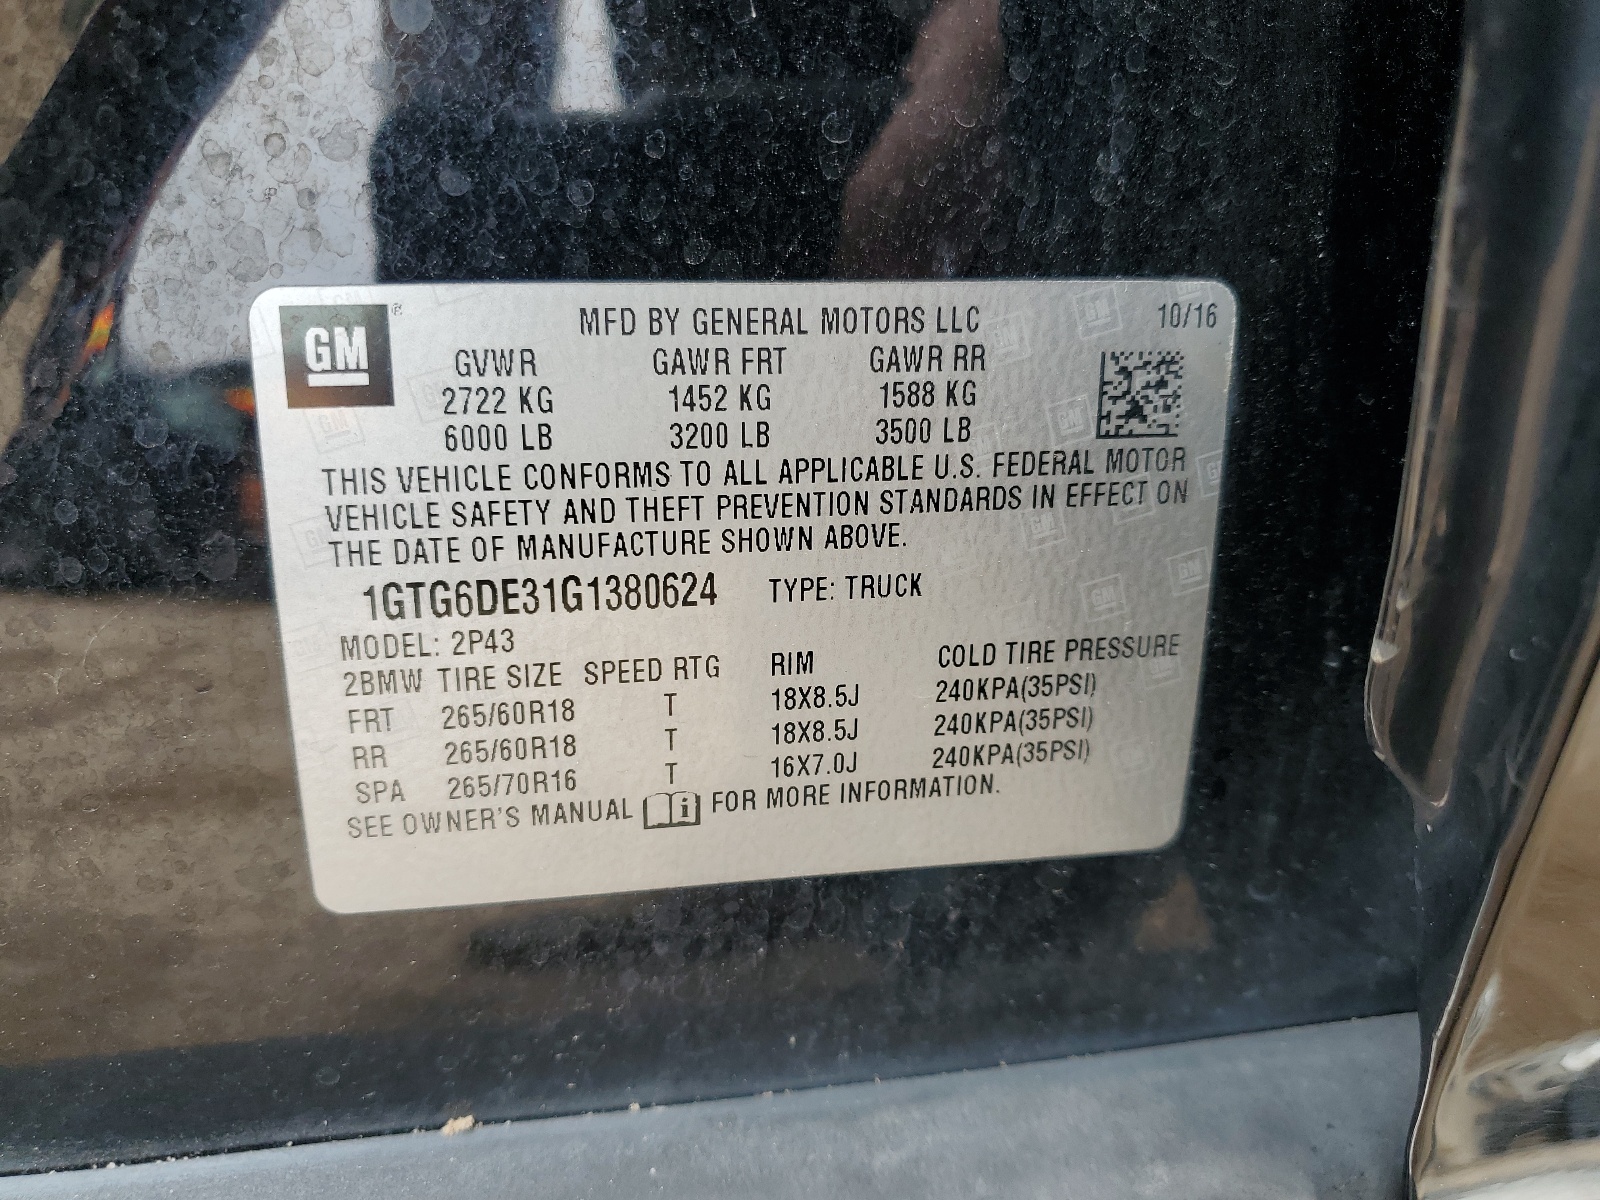 GM® MFD BY GENERAL MOTORS LLC 10/16
GVWR GAWR FRT GAWR RR
2722 KG 1452 KG 1588 KG
6000 LB 3200 LB 3500 LB
THIS VEHICLE CONFORMS TO ALL APPLICABLE U.S. FEDERAL MOTOR
VEHICLE SAFETY AND THEFT PREVENTION STANDARDS IN EFFECT ON
THE DATE OF MANUFACTURE SHOWN ABOVE.
1GTG6DE31G1380624 TYPE: TRUCK
MODEL: 2P43
2BMW TIRE SIZE SPEED RTG RIM COLD TIRE PRESSURE
FRT 265/60R18 T 18X8.5J 240KPA(35PSI)
RR 265/60R18 T 18X8.5J 240KPA(35PSI)
SPA 265/70R16 T 16X7.0J 240KPA(35PSI)
SEE OWNER'S MANUAL i FOR MORE INFORMATION.